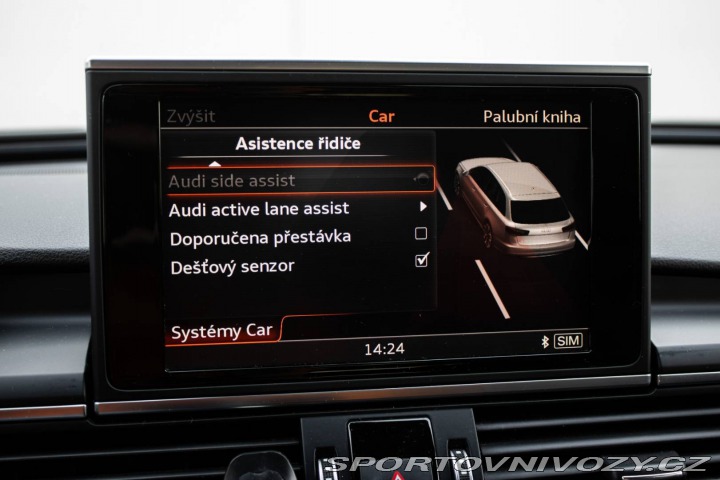 Zvýšit Car Palubní kniha
Asistence řidiče
Audi side assist
Audi active lane assist
Doporučena přestávka
Dešťový senzor
Systémy Car
14:24 SIM
SPORTOVNIVOZY.CZ